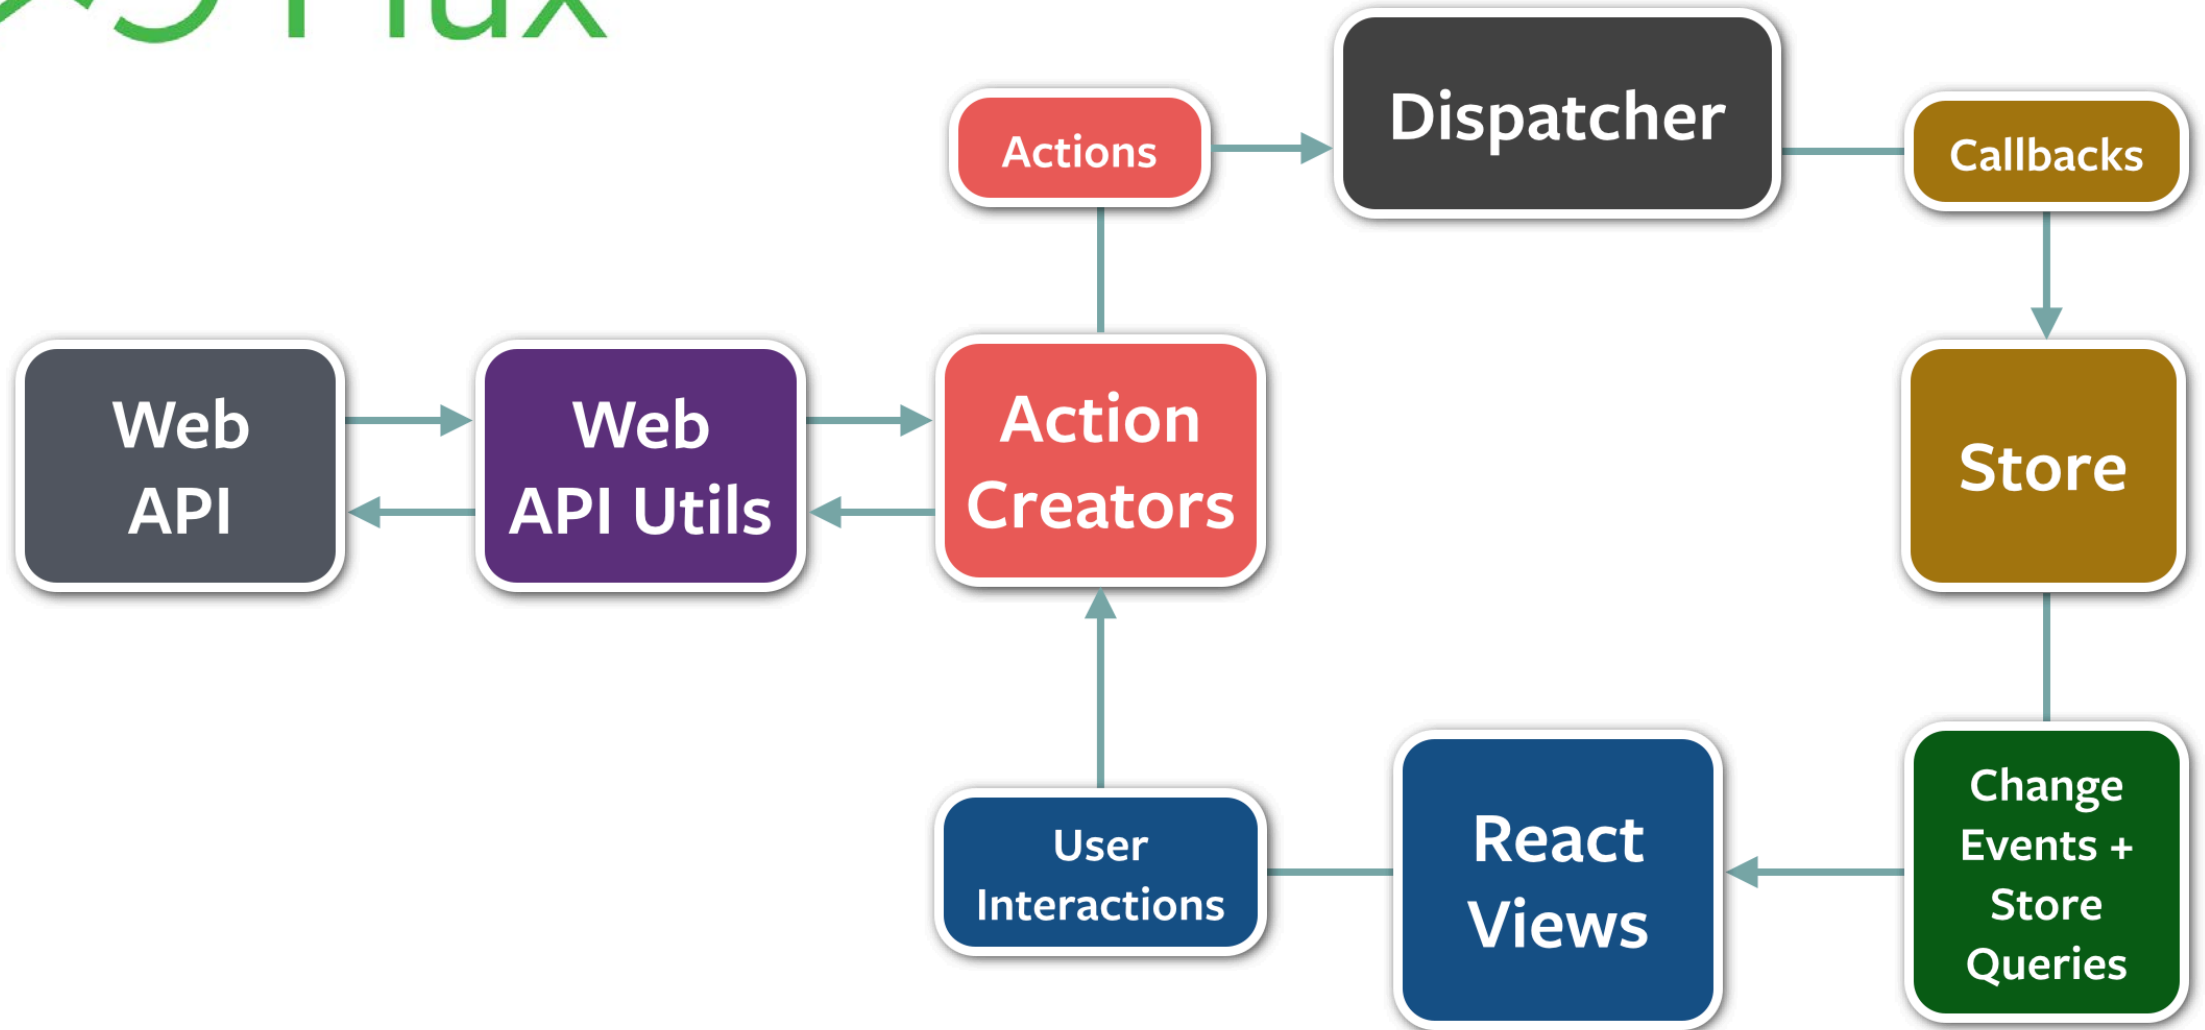 Flux
Dispatcher
Actions
Callbacks
Web
API
Web
API Utils
Action
Creators
Store
User
Interactions
React
Views
Change
Events +
Store
Queries